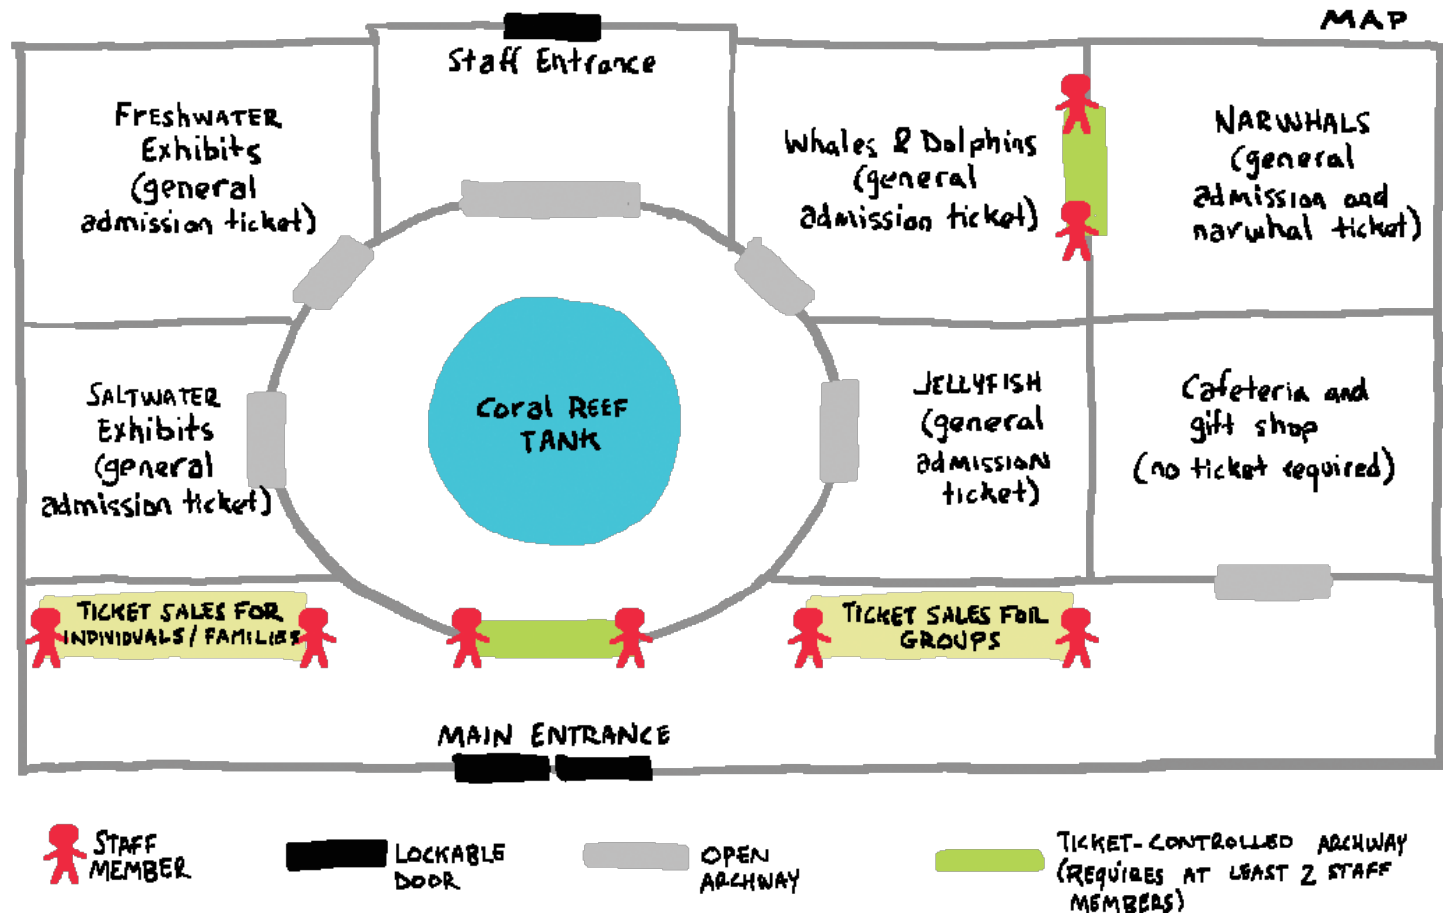 MAP
Staff Entrance
FRESHWATER
Exhibits
(general
admission ticket)
Whales & Dolphins
(general
admission ticket)
NARWHALS
(general
admission and
narwhal ticket)
SALTWATER
Exhibits
(general
admission ticket)
Coral REEF
TANK
JELLYFISH
(general
admission
ticket)
Cafeteria and
gift shop
(no ticket required)
TICKET SALES FOR
INDIVIDUALS/FAMILIES
TICKET SALES FOR
GROUPS
MAIN ENTRANCE
STAFF
MEMBER
LOCKABLE
DOOR
OPEN
ARCHWAY
TICKET-CONTROLLED ARCHWAY
(REQUIRES AT LEAST 2 STAFF
MEMBERS)